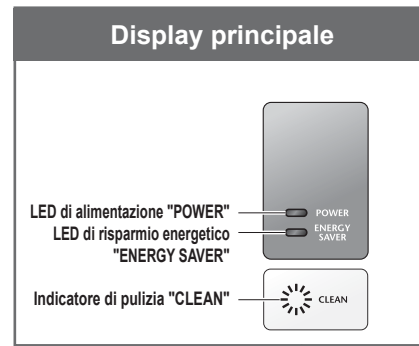 Display principale
LED di alimentazione "POWER"
POWER
LED di risparmio energetico
"ENERGY SAVER"
ENERGY
SAVER
Indicatore di pulizia "CLEAN"
CLEAN